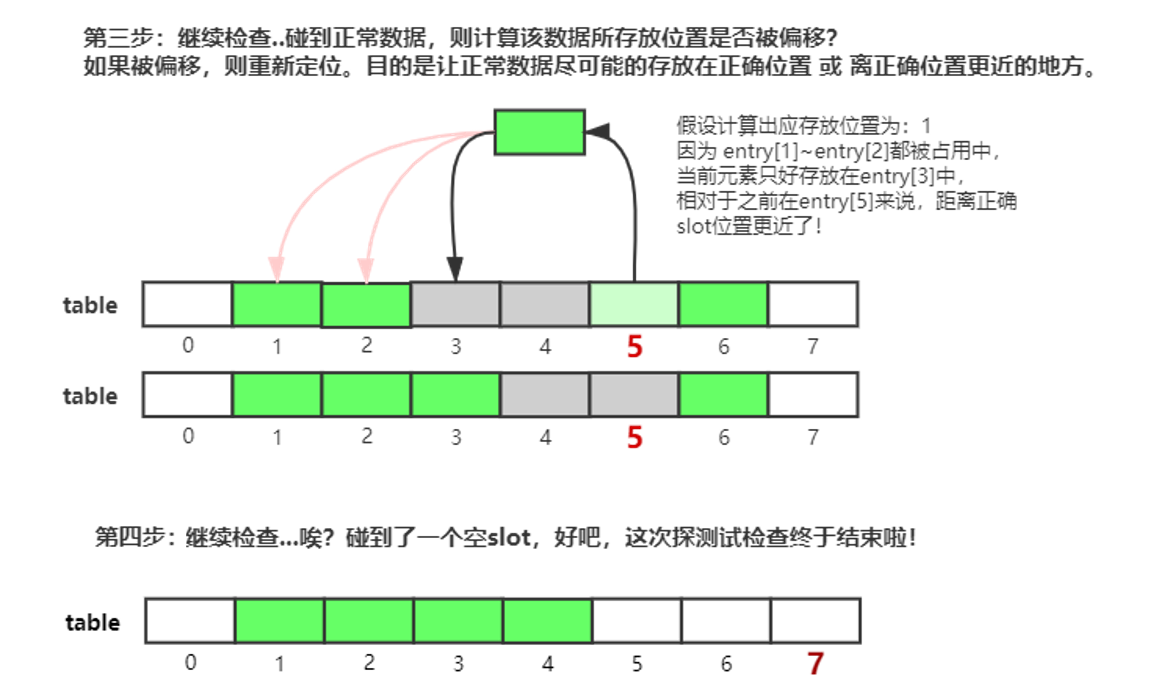 第三步：继续检查..碰到正常数据，则计算该数据所存放位置是否被偏移？
如果被偏移，则重新定位。目的是让正常数据尽可能的存放在正确位置 或 离正确位置更近的地方。
假设计算出应存放位置为：1
因为 entry[1]~entry[2]都被占用中，
当前元素只好存放在entry[3]中，
相对于之前在entry[5]来说，距离正确
slot位置更近了！
table
0 1 2 3 4 5 6 7
table
0 1 2 3 4 5 6 7
第四步：继续检查...唉？碰到了一个空slot，好吧，这次探测试检查终于结束啦！
table
0 1 2 3 4 5 6 7